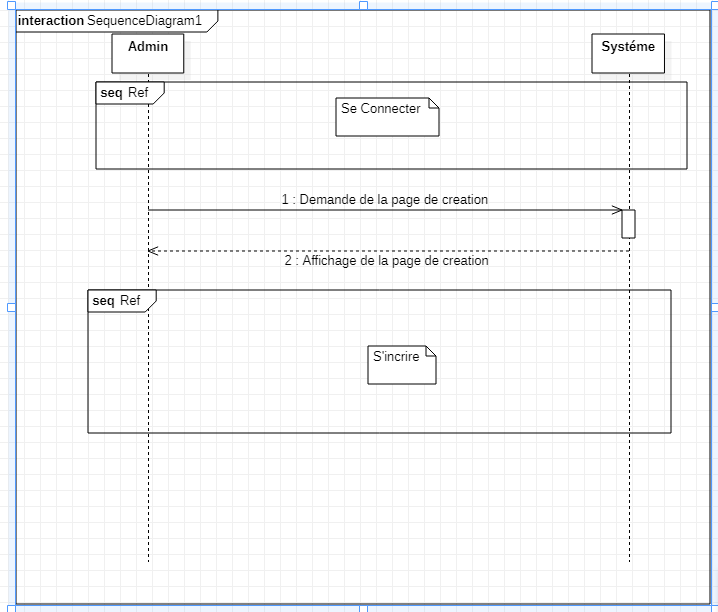 interaction SequenceDiagram1
Admin
Systéme
seq Ref
Se Connecter
1 : Demande de la page de creation
2 : Affichage de la page de creation
seq Ref
S'incrire